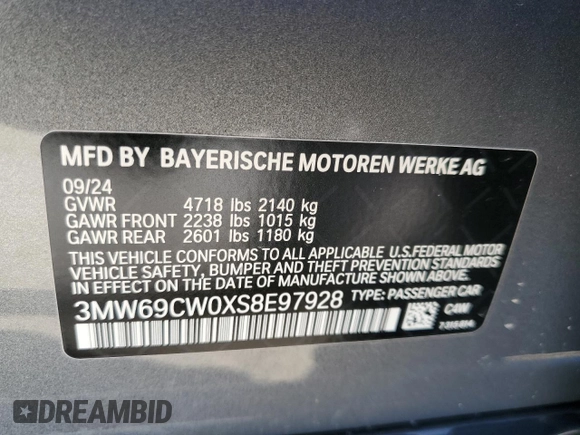 MFD BY BAYERISCHE MOTOREN WERKE AG
09/24
GVWR 4718 lbs 2140 kg
GAWR FRONT 2238 lbs 1015 kg
GAWR REAR 2601 lbs 1180 kg
THIS VEHICLE CONFORMS TO ALL APPLICABLE U.S.FEDERAL MOTOR
VEHICLE SAFETY, BUMPER, AND THEFT PREVENTION STANDARDS
IN EFFECT ON THE DATE OF MANUFACTURE SHOWN ABOVE.
3MW69CW0XS8E97928 TYPE: PASSENGER CAR
C4W
DREAMBID